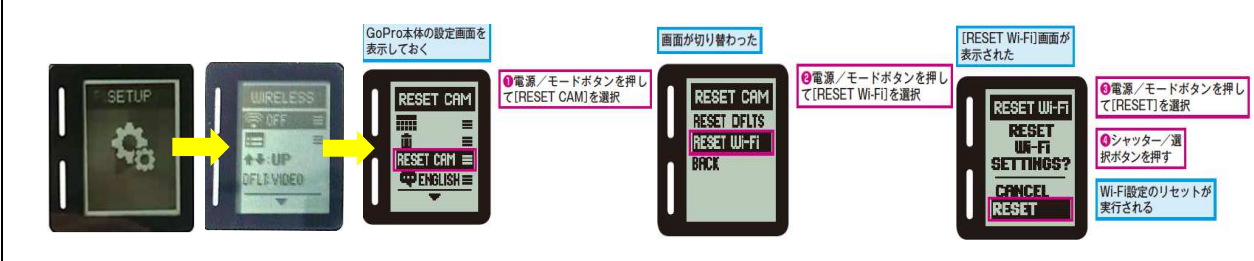 SETUP
WIRELESS
OFF
:UP
DFLT:VIDEO
GoPro本体の設定画面を
表示しておく
RESET CAM
RESET CAM
ENGLISH
❶電源／モードボタンを押し
て[RESET CAM]を選択
画面が切り替わった
RESET CAM
RESET DFLTS
RESET Wi-Fi
BACK
❷電源／モードボタンを押し
て[RESET Wi-Fi]を選択
[RESET Wi-Fi]画面が
表示された
RESET Wi-Fi
RESET
Wi-Fi
SETTINGS?
CANCEL
RESET
❸電源／モードボタンを押し
て[RESET]を選択
❹シャッター／選
択ボタンを押す
Wi-Fi設定のリセットが
実行される